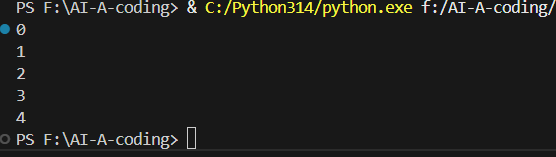 PS F:\AI-A-coding> & C:/Python314/python.exe f:/AI-A-coding/
0
1
2
3
4
PS F:\AI-A-coding>